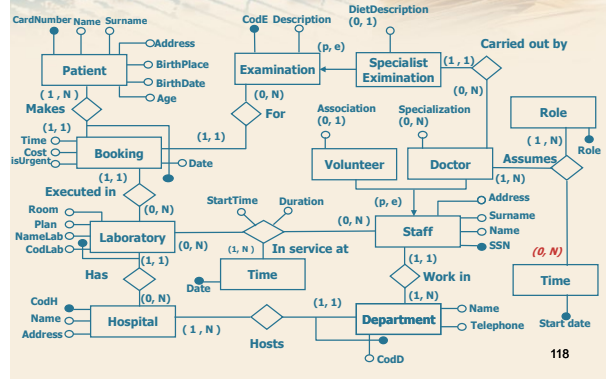 CardNumber Name Surname
Address
BirthPlace
BirthDate
Age
Patient
( 1 , N )
Makes
(1, 1)
Time
Cost
isUrgent
Booking
Date
(1, 1)
Executed in
(0, N)
CodE Description
(p, e)
Examination
(0, N)
For
(1, 1)
DietDescription
(0, 1)
Specialist
Eximination
(1 , 1)
Carried out by
(0, N)
Association
(0, 1)
Volunteer
Specialization
(0, N)
Doctor
(1, N)
Assumes
Role
( 1 , N )
Role
(p, e)
Address
Surname
Name
SSN
Staff
(0, N)
(0, N)
Time
Start date
Room
Plan
NameLab
CodLab
Laboratory
(0, N)
StartTime
Duration
(1, N )
In service at
Time
Date
(1, 1)
Has
(0, N)
CodH
Name
Address
Hospital
( 1 , N )
Hosts
(1, 1)
(1, 1)
Work in
(1, N)
Department
Name
Telephone
CodD
118